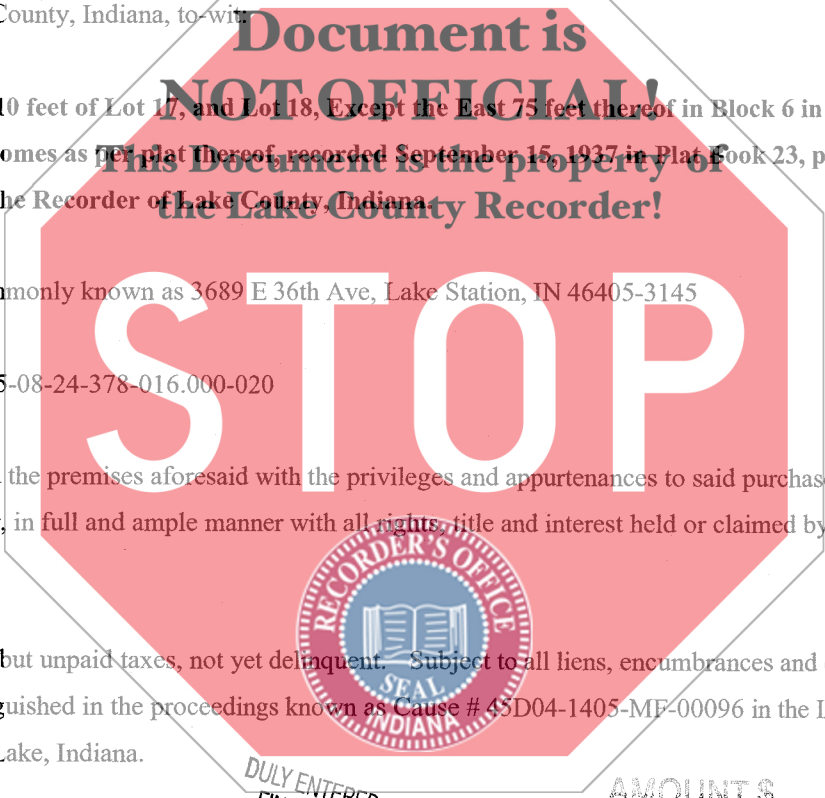 County, Indiana, to-wit:
Document is
NOT OFFICIAL!
10 feet of Lot 17, and Lot 18, Except the East 75 feet thereof in Block 6 in
This Document is the property of
omes as per plat thereof, recorded September 15, 1937 in Plat Book 23, p
the Lake County Recorder!
he Recorder of Lake County, Indiana.
mmonly known as 3689 E 36th Ave, Lake Station, IN 46405-3145
STOP
5-08-24-378-016.000-020
the premises aforesaid with the privileges and appurtenances to said purchase
, in full and ample manner with all rights, title and interest held or claimed by
RECORDER'S OFFICE
SEAL
INDIANA
but unpaid taxes, not yet delinquent. Subject to all liens, encumbrances and
guished in the proceedings known as Cause # 45D04-1405-MF-00096 in the L
Lake, Indiana.
DULY ENTERED
AMOUNT $